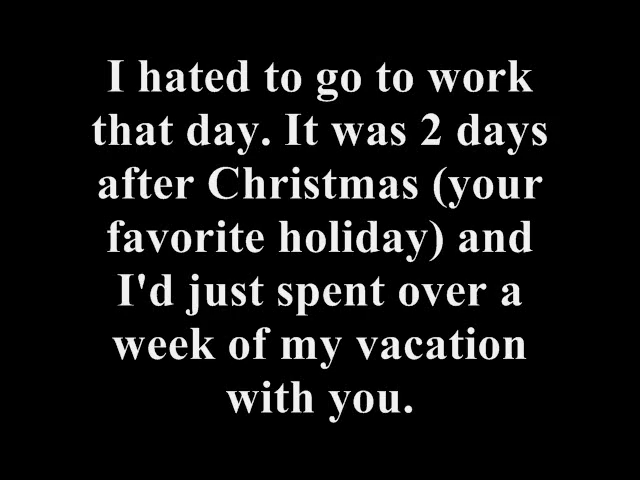 I hated to go to work
that day. It was 2 days
after Christmas (your
favorite holiday) and
I'd just spent over a
week of my vacation
with you.